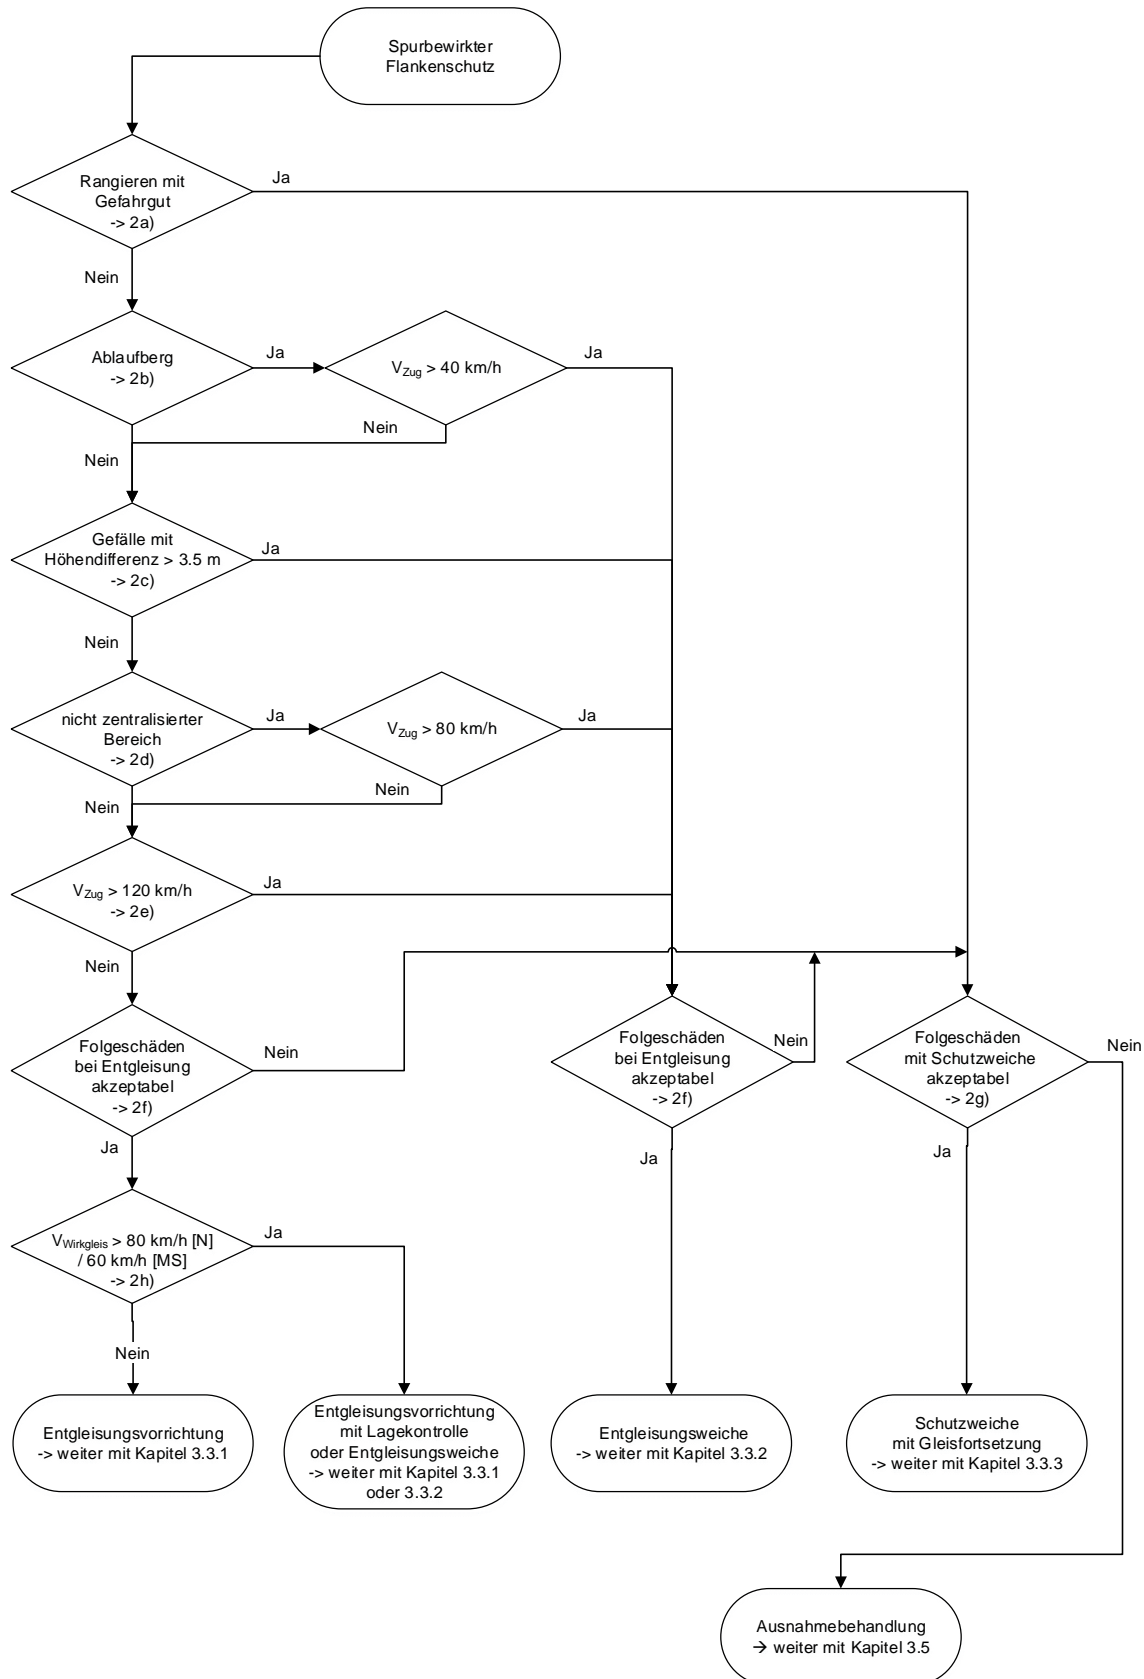 Spurbewirkter
Flankenschutz
Rangieren mit
Gefahrgut
-> 2a)
Ja
Nein
Ablaufberg
-> 2b)
Ja
VZug > 40 km/h
Ja
Nein
Nein
Gefälle mit
Höhendifferenz > 3.5 m
-> 2c)
Ja
Nein
nicht zentralisierter
Bereich
-> 2d)
Ja
VZug > 80 km/h
Ja
Nein
Nein
VZug > 120 km/h
-> 2e)
Ja
Nein
Folgeschäden
bei Entgleisung
akzeptabel
-> 2f)
Nein
Ja
Folgeschäden
bei Entgleisung
akzeptabel
-> 2f)
Nein
Ja
Folgeschäden
mit Schutzweiche
akzeptabel
-> 2g)
Nein
Ja
VWirkgleis > 80 km/h [N]
/ 60 km/h [MS]
-> 2h)
Ja
Nein
Entgleisungsvorrichtung
-> weiter mit Kapitel 3.3.1
Entgleisungsvorrichtung
mit Lagekontrolle
oder Entgleisungsweiche
-> weiter mit Kapitel 3.3.1
oder 3.3.2
Entgleisungsweiche
-> weiter mit Kapitel 3.3.2
Schutzweiche
mit Gleisfortsetzung
-> weiter mit Kapitel 3.3.3
Ausnahmebehandlung
→ weiter mit Kapitel 3.5